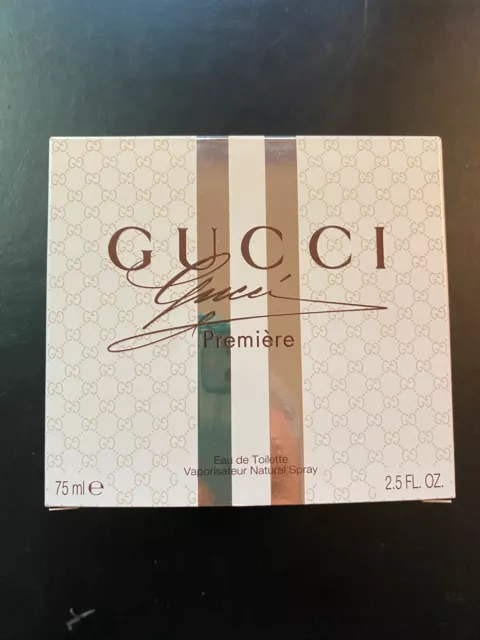 GUCCI
Gucci
Première
Eau de Toilette
Vaporisateur Natural Spray
75 ml ℮
2.5 FL. OZ.